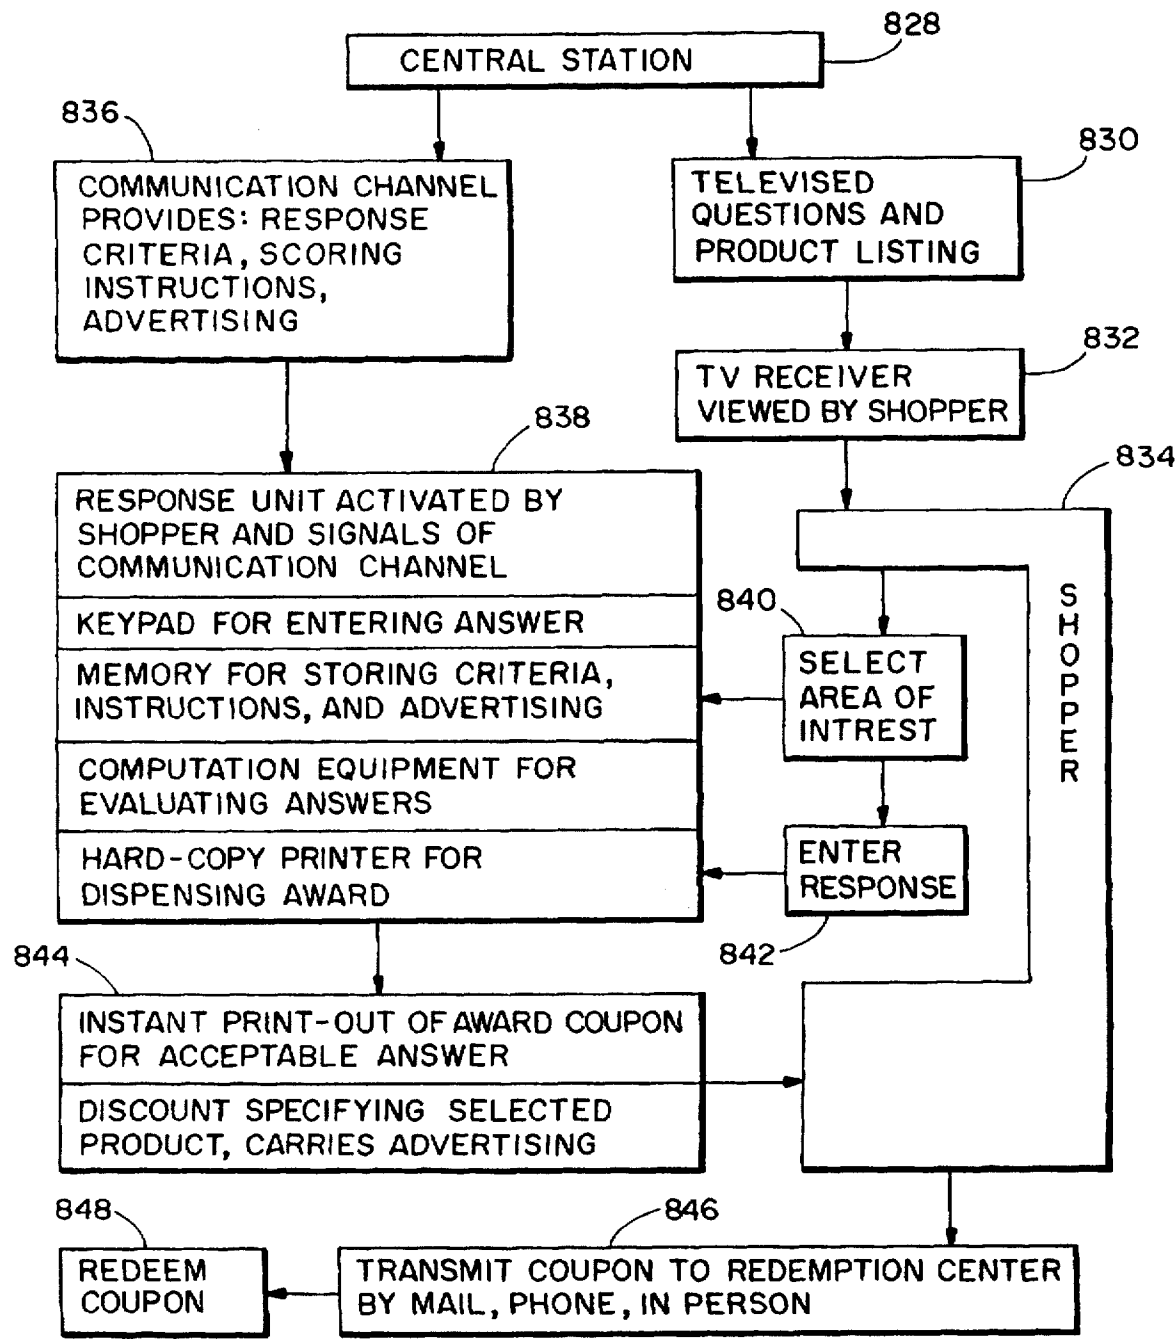 828
CENTRAL STATION
836
COMMUNICATION CHANNEL
PROVIDES: RESPONSE
CRITERIA, SCORING
INSTRUCTIONS,
ADVERTISING
830
TELEVISED
QUESTIONS AND
PRODUCT LISTING
832
TV RECEIVER
VIEWED BY SHOPPER
838
RESPONSE UNIT ACTIVATED BY
SHOPPER AND SIGNALS OF
COMMUNICATION CHANNEL
KEYPAD FOR ENTERING ANSWER
MEMORY FOR STORING CRITERIA,
INSTRUCTIONS, AND ADVERTISING
COMPUTATION EQUIPMENT FOR
EVALUATING ANSWERS
HARD-COPY PRINTER FOR
DISPENSING AWARD
834
SHOPPER
840
SELECT
AREA OF
INTREST
ENTER
RESPONSE
842
844
INSTANT PRINT-OUT OF AWARD COUPON
FOR ACCEPTABLE ANSWER
DISCOUNT SPECIFYING SELECTED
PRODUCT, CARRIES ADVERTISING
846
TRANSMIT COUPON TO REDEMPTION CENTER
BY MAIL, PHONE, IN PERSON
848
REDEEM
COUPON